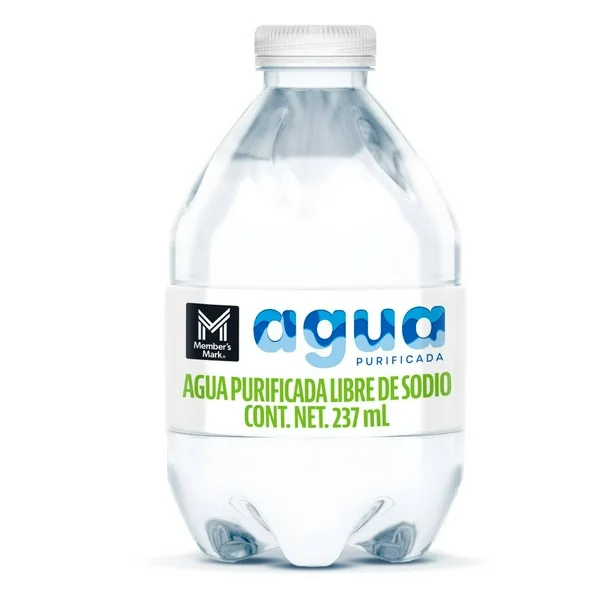 Member's
Mark®
agua
PURIFICADA
AGUA PURIFICADA LIBRE DE SODIO
CONT. NET. 237 mL